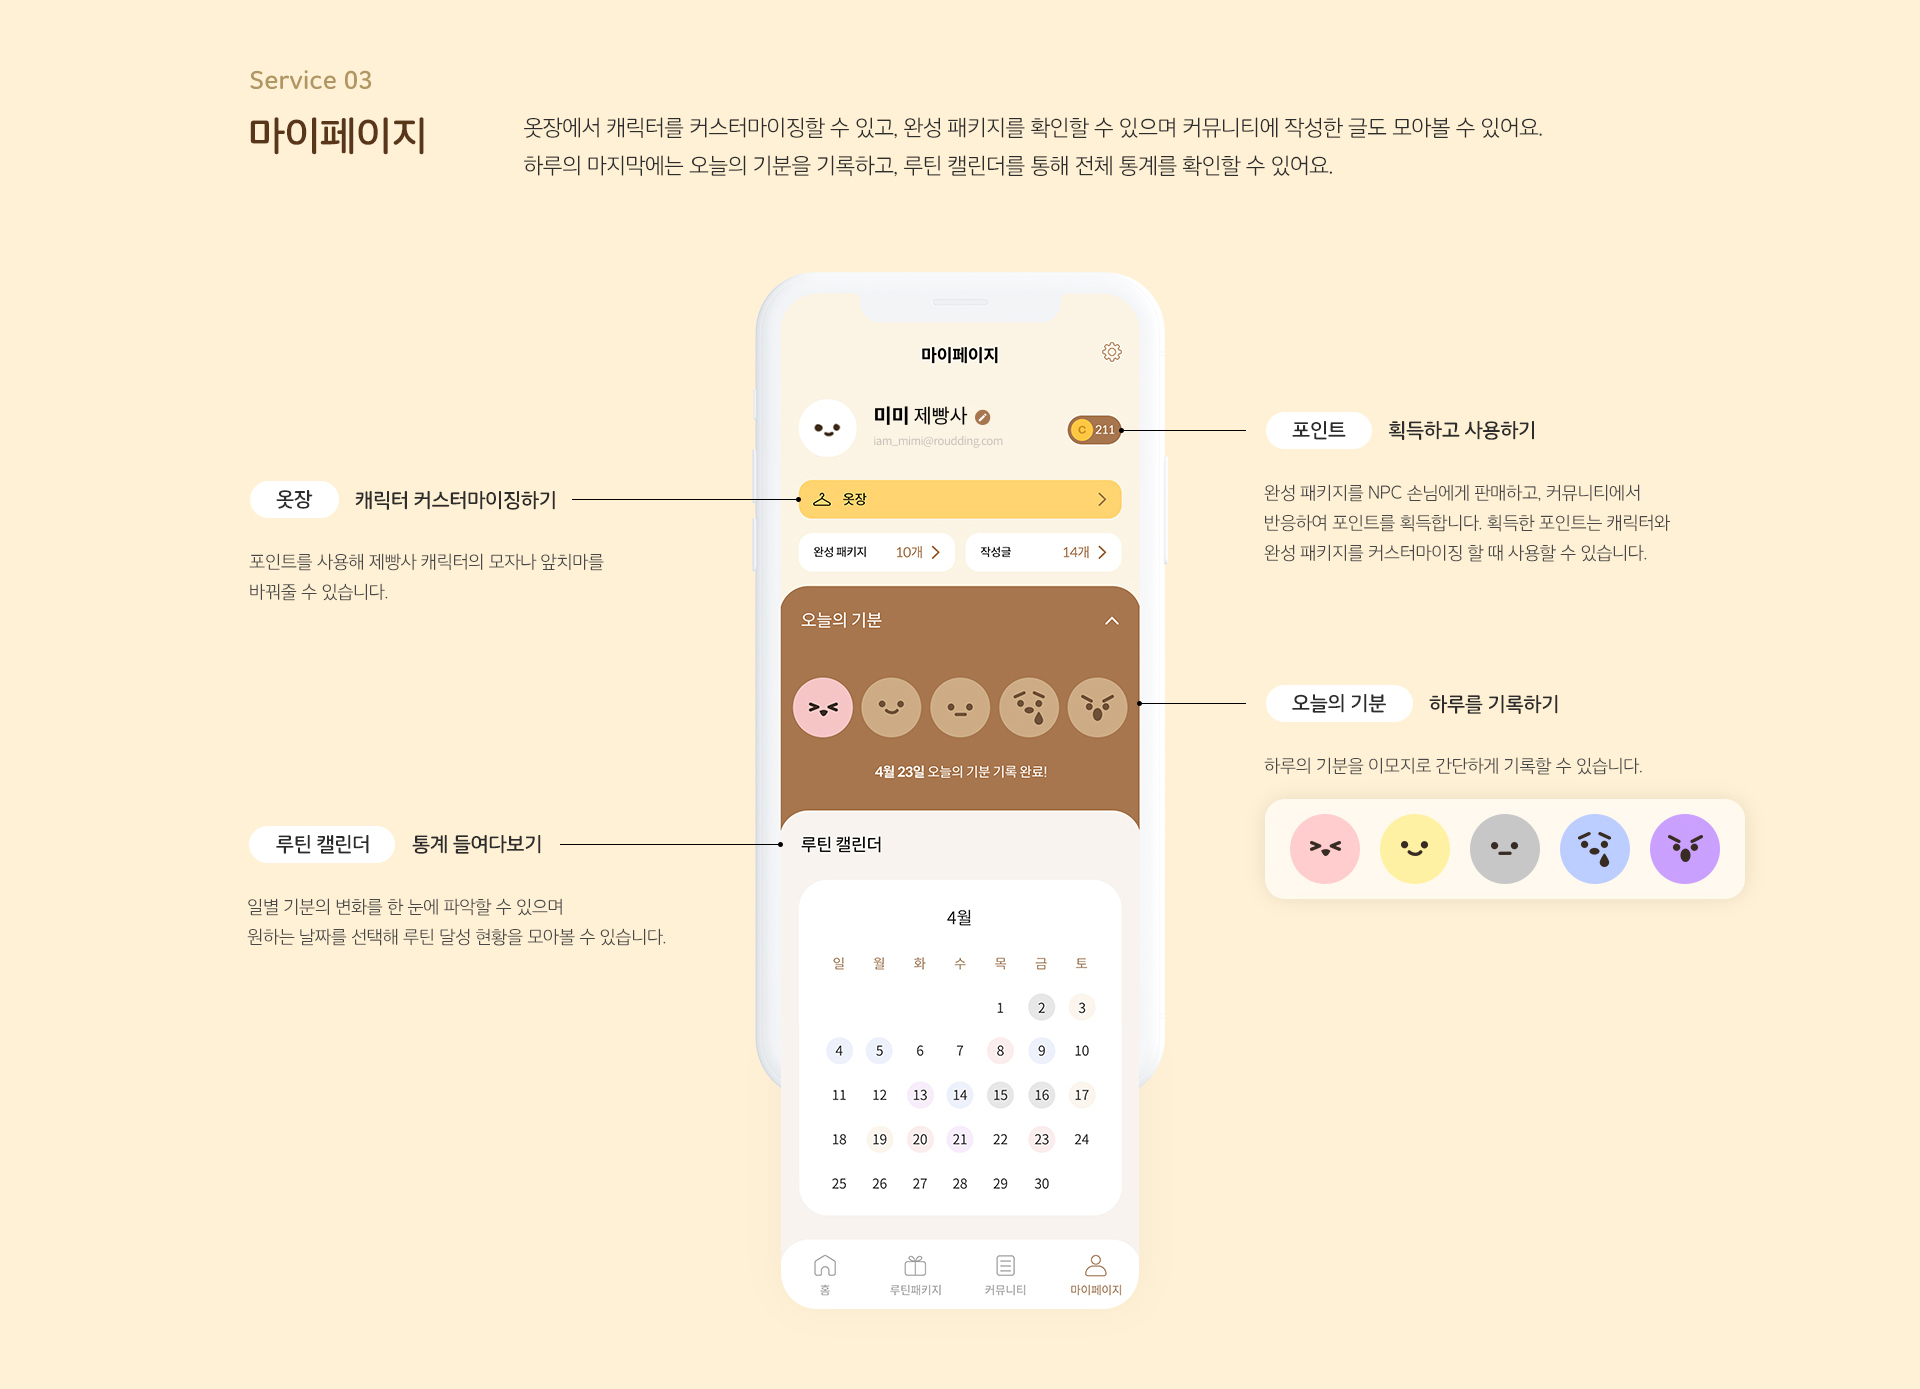 Service 03
마이페이지
옷장에서 캐릭터를 커스터마이징할 수 있고, 완성 패키지를 확인할 수 있으며 커뮤니티에 작성한 글도 모아볼 수 있어요.
하루의 마지막에는 오늘의 기분을 기록하고, 루틴 캘린더를 통해 전체 통계를 확인할 수 있어요.
옷장 캐릭터 커스터마이징하기
포인트를 사용해 제빵사 캐릭터의 모자나 앞치마를
바꿔줄 수 있습니다.
루틴 캘린더 통계 들여다보기
일별 기분의 변화를 한 눈에 파악할 수 있으며
원하는 날짜를 선택해 루틴 달성 현황을 모아볼 수 있습니다.
마이페이지
미미 제빵사
iam_mimi@roudding.com
C 211
옷장
완성 패키지 10개
작성글 14개
오늘의 기분
4월 23일 오늘의 기분 기록 완료!
루틴 캘린더
4월
일 월 화 수 목 금 토
1 2 3
4 5 6 7 8 9 10
11 12 13 14 15 16 17
18 19 20 21 22 23 24
25 26 27 28 29 30
홈 루틴패키지 커뮤니티 마이페이지
포인트 획득하고 사용하기
완성 패키지를 NPC 손님에게 판매하고, 커뮤니티에서
반응하여 포인트를 획득합니다. 획득한 포인트는 캐릭터와
완성 패키지를 커스터마이징 할 때 사용할 수 있습니다.
오늘의 기분 하루를 기록하기
하루의 기분을 이모지로 간단하게 기록할 수 있습니다.